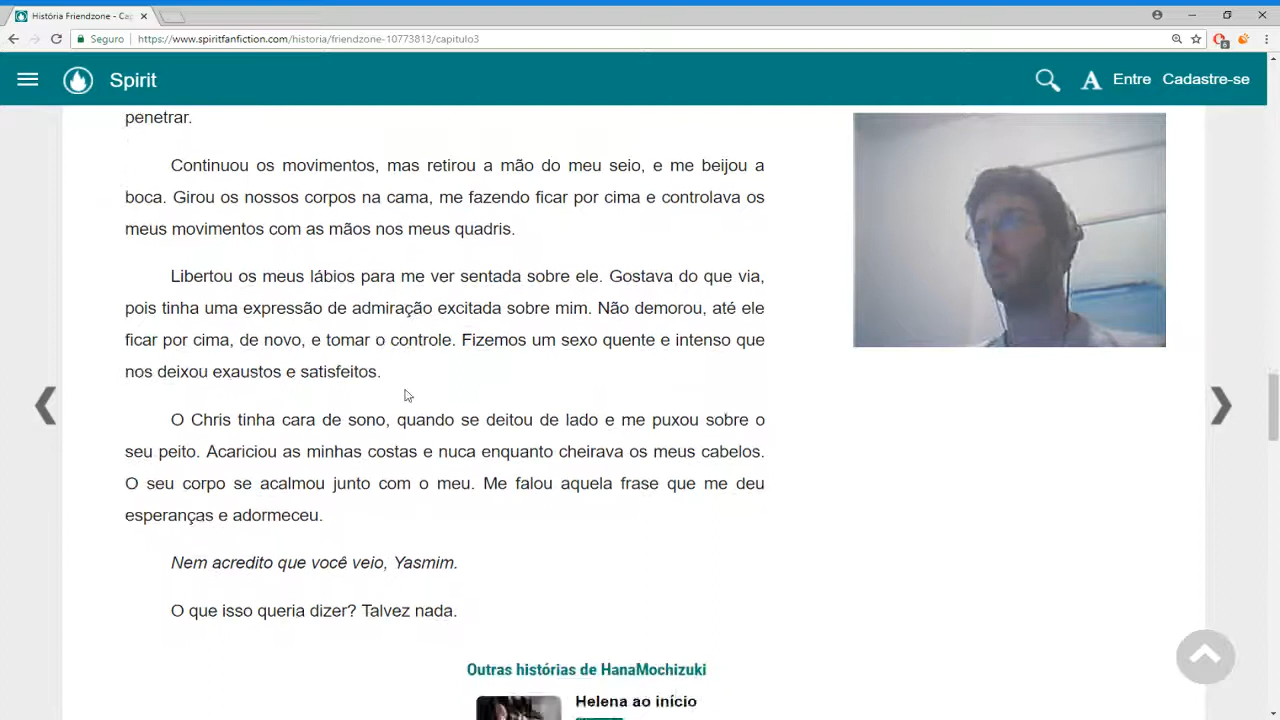 História Friendzone - Cap
Seguro
https://www.spiritfanfiction.com/historia/friendzone-10773813/capitulo3
6
Spirit
A
Entre
Cadastre-se
penetrar.
Continuou os movimentos, mas retirou a mão do meu seio, e me beijou a
boca. Girou os nossos corpos na cama, me fazendo ficar por cima e controlava os
meus movimentos com as mãos nos meus quadris.
Libertou os meus lábios para me ver sentada sobre ele. Gostava do que via,
pois tinha uma expressão de admiração excitada sobre mim. Não demorou, até ele
ficar por cima, de novo, e tomar o controle. Fizemos um sexo quente e intenso que
nos deixou exaustos e satisfeitos.
O Chris tinha cara de sono, quando se deitou de lado e me puxou sobre o
seu peito. Acariciou as minhas costas e nuca enquanto cheirava os meus cabelos.
O seu corpo se acalmou junto com o meu. Me falou aquela frase que me deu
esperanças e adormeceu.
Nem acredito que você veio, Yasmim.
O que isso queria dizer? Talvez nada.
Outras histórias de HanaMochizuki
Helena ao início